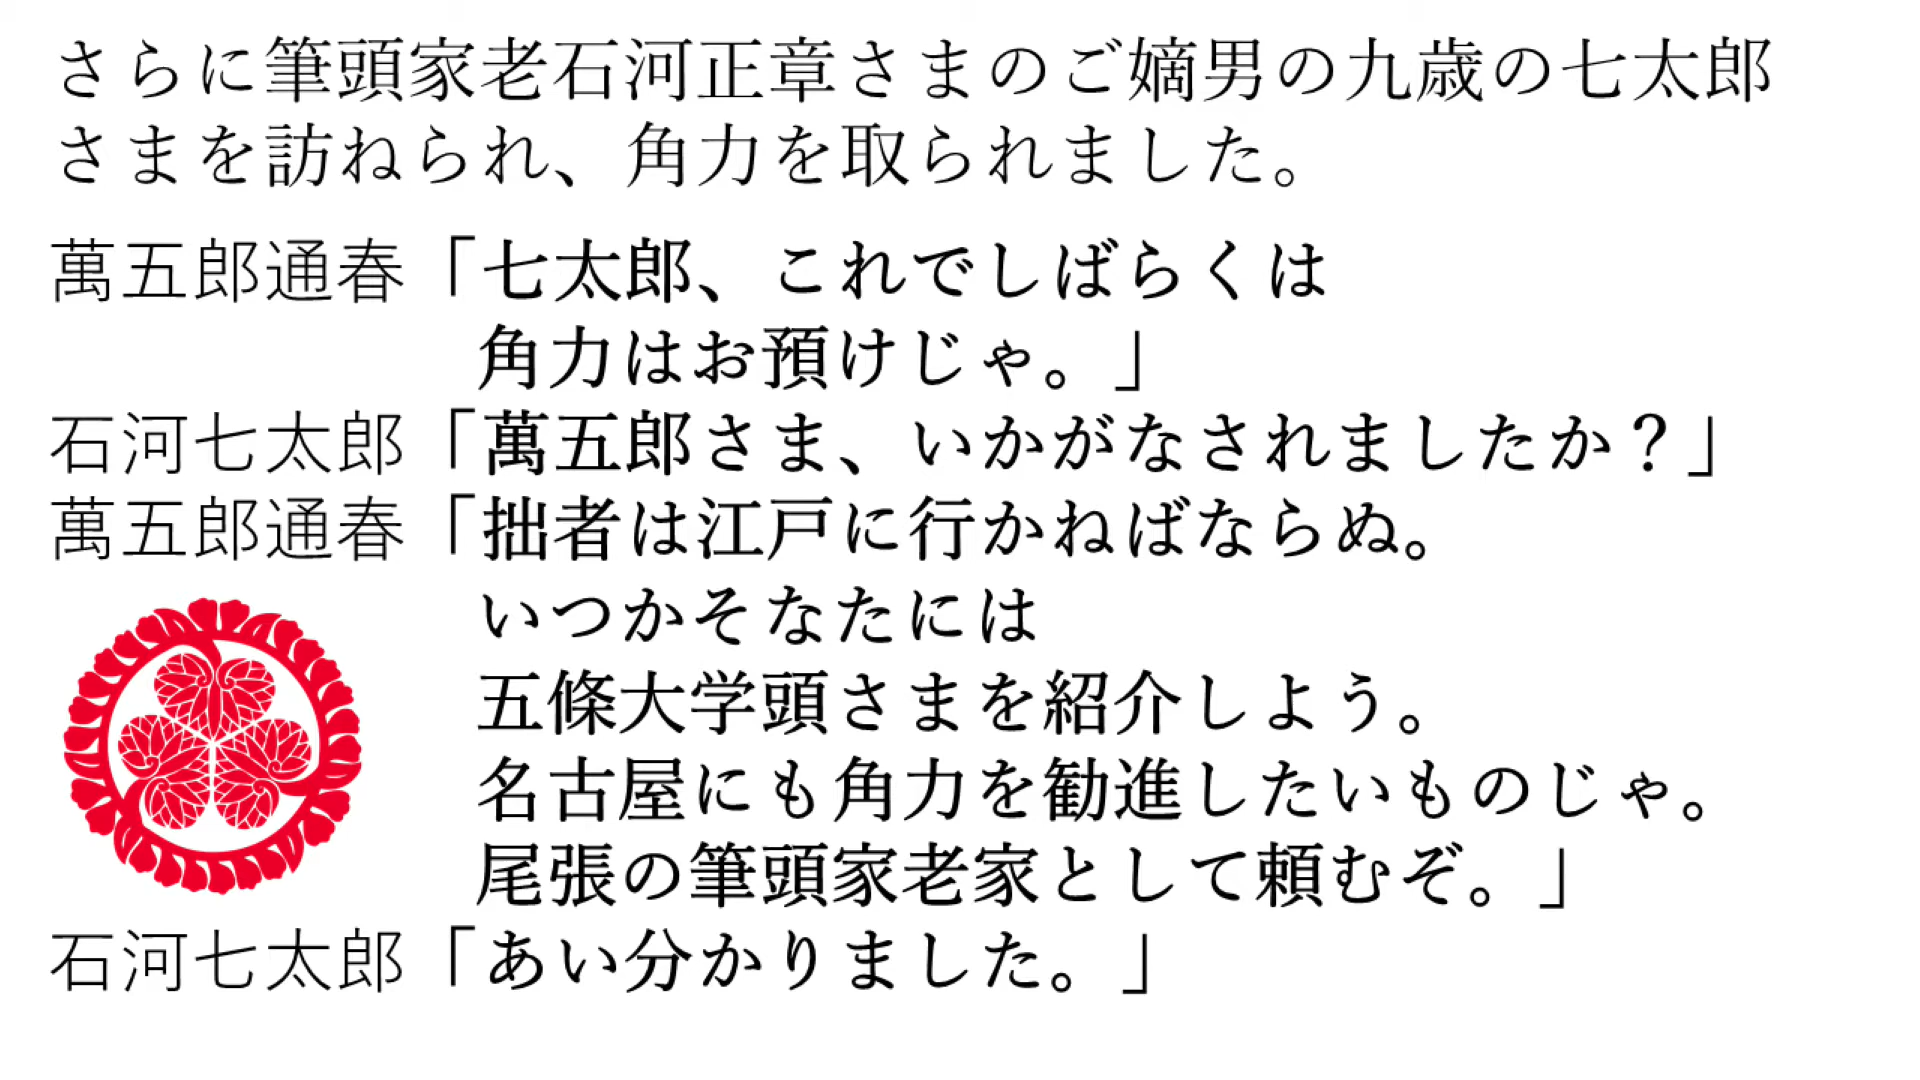 さらに筆頭家老石河正章さまのご嫡男の九歳の七太郎
さまを訪ねられ、角力を取られました。
萬五郎通春「七太郎、これでしばらくは
角力はお預けじゃ。」
石河七太郎「萬五郎さま、いかがなされましたか？」
萬五郎通春「拙者は江戸に行かねばならぬ。
いつかそなたには
五條大学頭さまを紹介しよう。
名古屋にも角力を勧進したいものじゃ。
尾張の筆頭家老家として頼むぞ。」
石河七太郎「あい分かりました。」